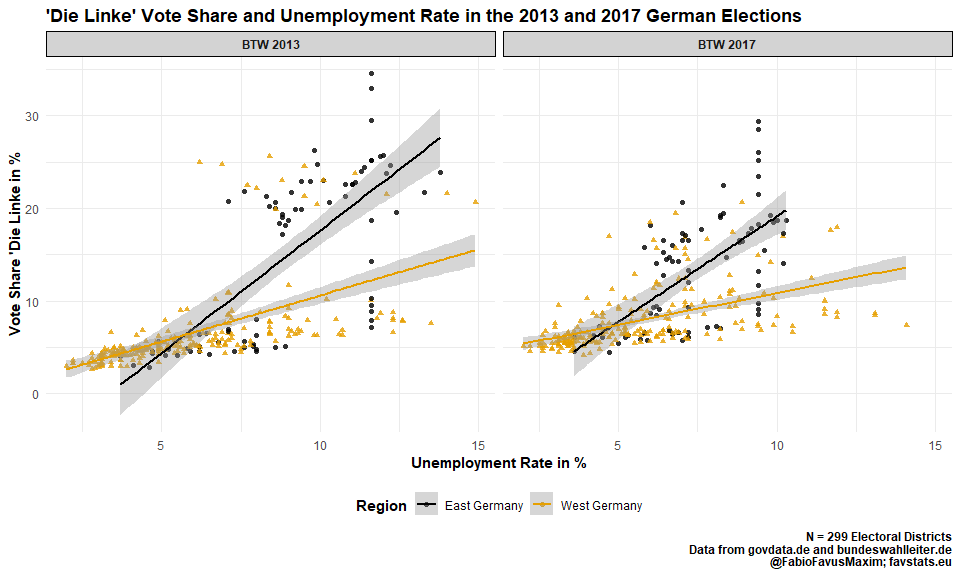 'Die Linke' Vote Share and Unemployment Rate in the 2013 and 2017 German Elections
BTW 2013
BTW 2017
Vote Share 'Die Linke in %
30
20
10
0
5
10
15
5
10
15
Unemployment Rate in %
Region
East Germany
West Germany
N = 299 Electoral Districts
Data from govdata.de and bundeswahlleiter.de
@FabioFavusMaxim; favstats.eu